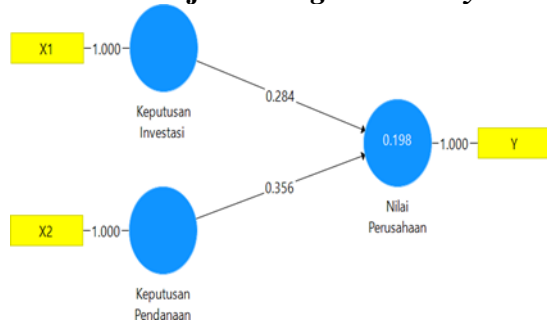 X1
1.000
Keputusan
Investasi
0.284
0.198
1.000
Y
Nilai
Perusahaan
0.356
X2
1.000
Keputusan
Pendanaan